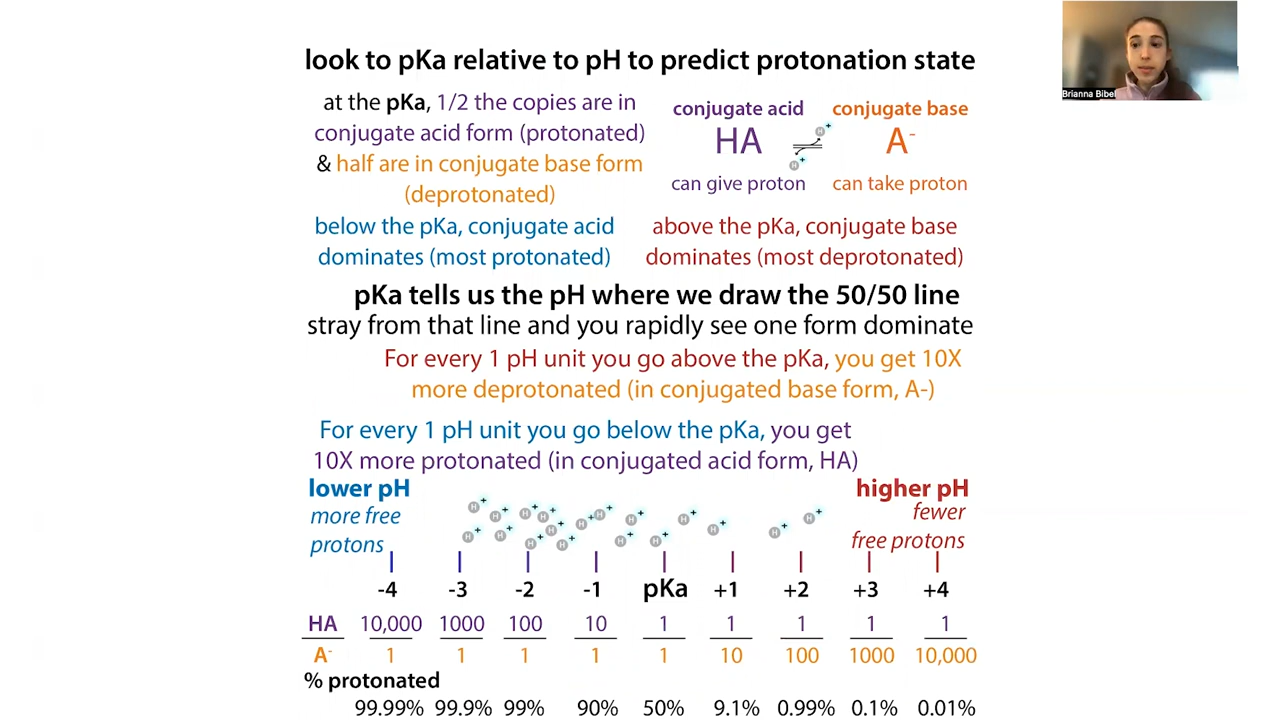 look to pKa relative to pH to predict protonation state
at the pKa, 1/2 the copies are in
conjugate acid form (protonated)
& half are in conjugate base form
(deprotonated)
conjugate acid
conjugate base
HA
H+
H+
A-
can give proton
can take proton
below the pKa, conjugate acid
dominates (most protonated)
above the pKa, conjugate base
dominates (most deprotonated)
pKa tells us the pH where we draw the 50/50 line
stray from that line and you rapidly see one form dominate
For every 1 pH unit you go above the pKa, you get 10X
more deprotonated (in conjugated base form, A-)
For every 1 pH unit you go below the pKa, you get
10X more protonated (in conjugated acid form, HA)
lower pH
more free
protons
higher pH
fewer
free protons
-4 -3 -2 -1 pKa +1 +2 +3 +4
HA 10,000 1000 100 10 1 1 1 1 1
A- 1 1 1 1 1 10 100 1000 10,000
% protonated
99.99% 99.9% 99% 90% 50% 9.1% 0.99% 0.1% 0.01%
Brianna Bibel